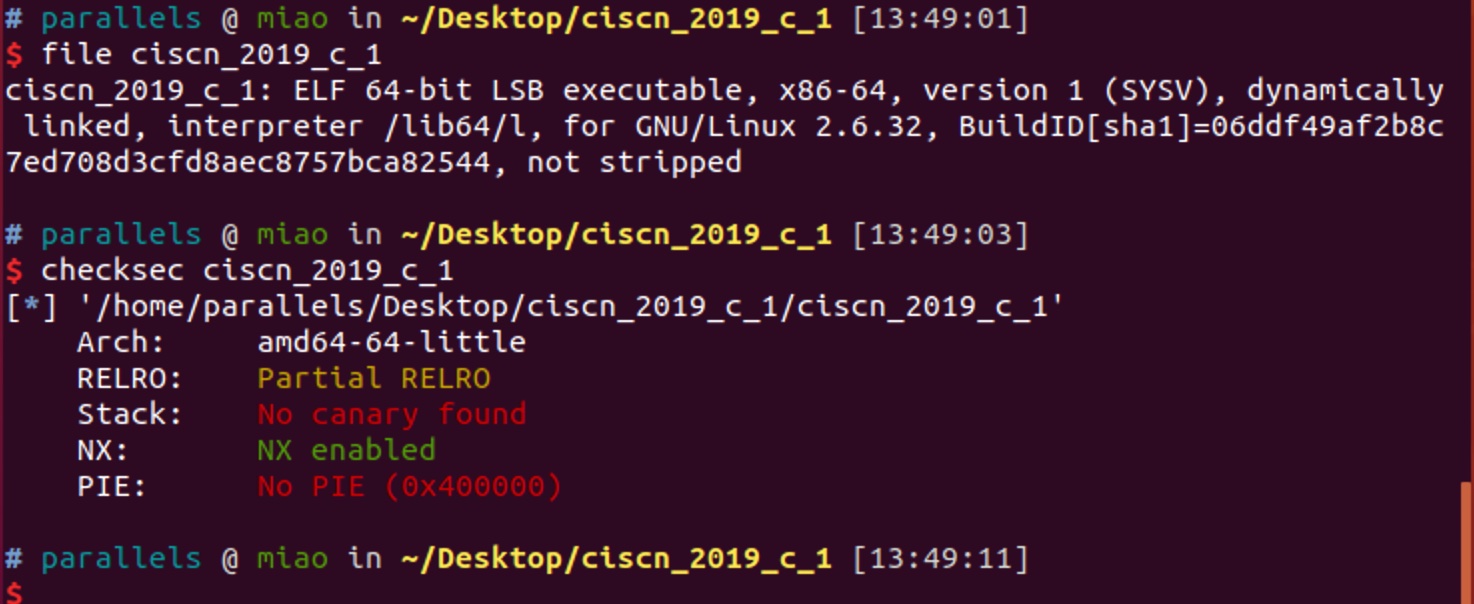 # parallels @ miao in ~/Desktop/ciscn_2019_c_1 [13:49:01]
$ file ciscn_2019_c_1
ciscn_2019_c_1: ELF 64-bit LSB executable, x86-64, version 1 (SYSV), dynamically
 linked, interpreter /lib64/l, for GNU/Linux 2.6.32, BuildID[sha1]=06ddf49af2b8c
7ed708d3cfd8aec8757bca82544, not stripped
# parallels @ miao in ~/Desktop/ciscn_2019_c_1 [13:49:03]
$ checksec ciscn_2019_c_1
[*] '/home/parallels/Desktop/ciscn_2019_c_1/ciscn_2019_c_1'
    Arch:     amd64-64-little
    RELRO:    Partial RELRO
    Stack:    No canary found
    NX:       NX enabled
    PIE:      No PIE (0x400000)
# parallels @ miao in ~/Desktop/ciscn_2019_c_1 [13:49:11]
$